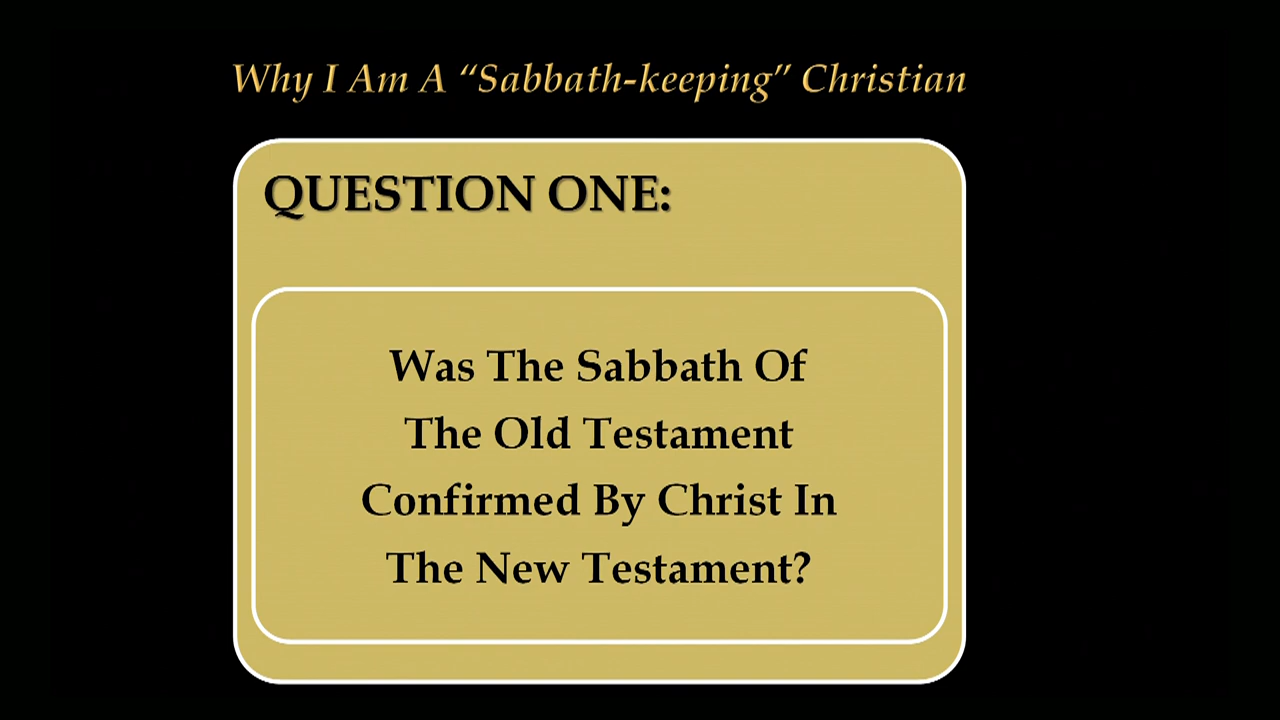 Why I Am A “Sabbath-keeping” Christian
QUESTION ONE:
Was The Sabbath Of
The Old Testament
Confirmed By Christ In
The New Testament?